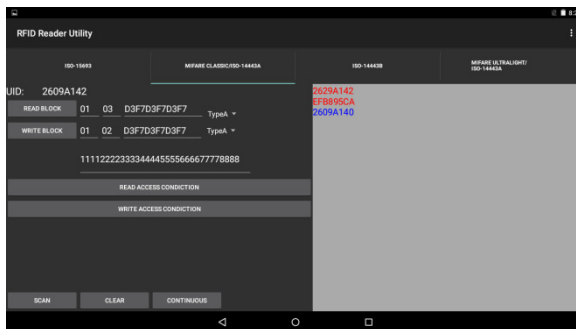 RFID Reader Utility
ISO-15693
MIFARE CLASSIC/ISO-14443A
ISO-14443B
MIFARE ULTRALIGHT/
ISO-14443A
UID: 2609A142
READ BLOCK 01 03 D3F7D3F7D3F7 TypeA
WRITE BLOCK 01 02 D3F7D3F7D3F7 TypeA
11112222333344445555666677778888
READ ACCESS CONDICTION
WRITE ACCESS CONDICTION
SCAN CLEAR CONTINUOUS
2629A142
EFB895CA
2609A140